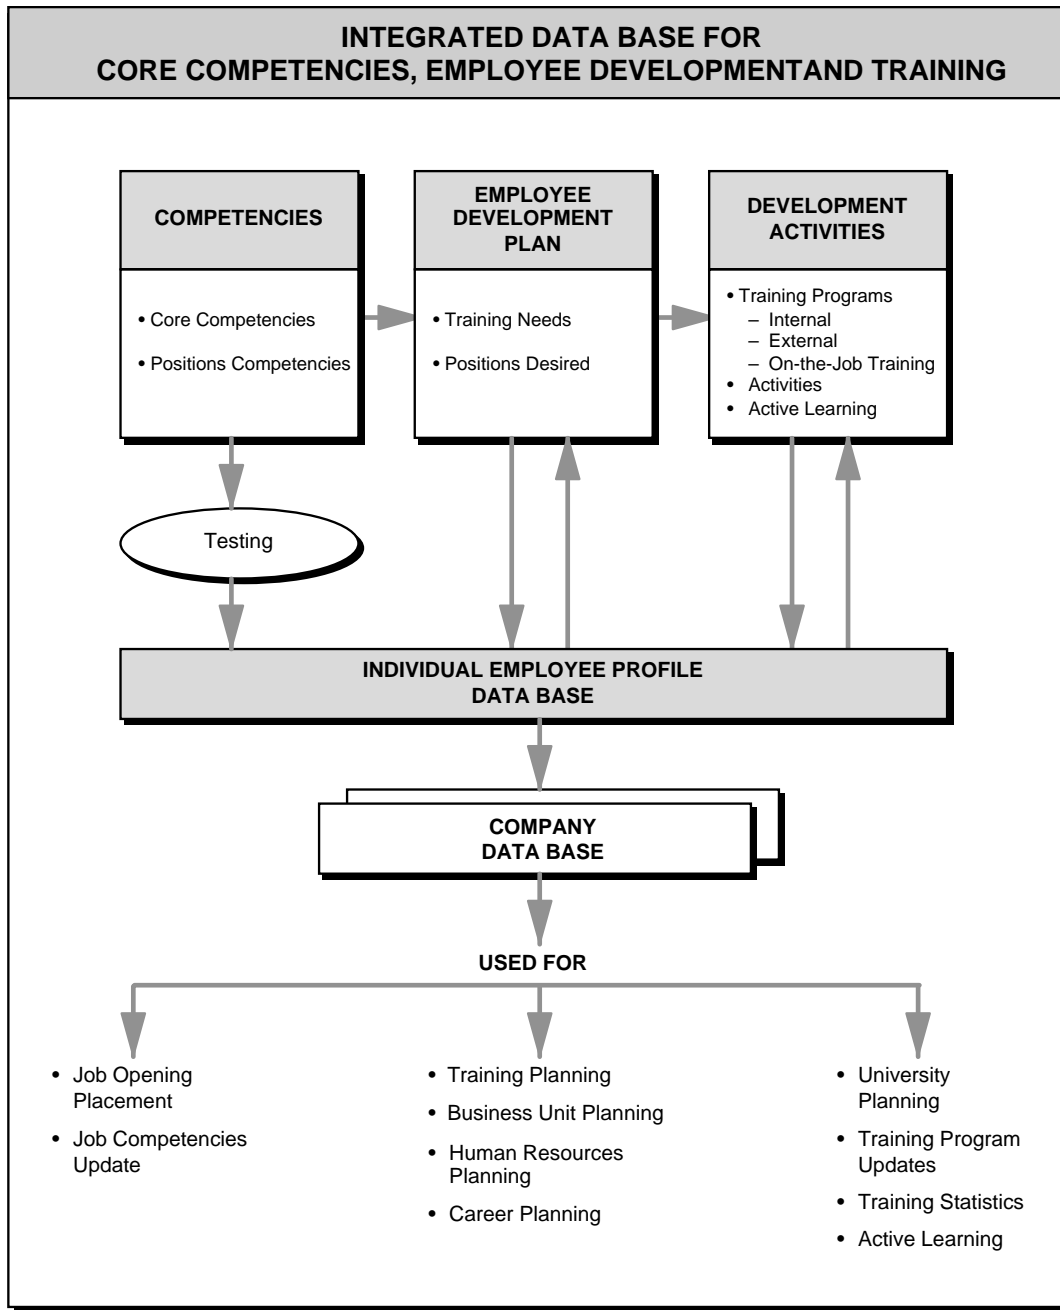 INTEGRATED DATA BASE FOR
CORE COMPETENCIES, EMPLOYEE DEVELOPMENTAND TRAINING
COMPETENCIES
• Core Competencies
• Positions Competencies
EMPLOYEE
DEVELOPMENT
PLAN
• Training Needs
• Positions Desired
DEVELOPMENT
ACTIVITIES
• Training Programs
– Internal
– External
– On-the-Job Training
• Activities
• Active Learning
Testing
INDIVIDUAL EMPLOYEE PROFILE
DATA BASE
COMPANY
DATA BASE
USED FOR
• Job Opening
Placement
• Job Competencies
Update
• Training Planning
• Business Unit Planning
• Human Resources
Planning
• Career Planning
• University
Planning
• Training Program
Updates
• Training Statistics
• Active Learning